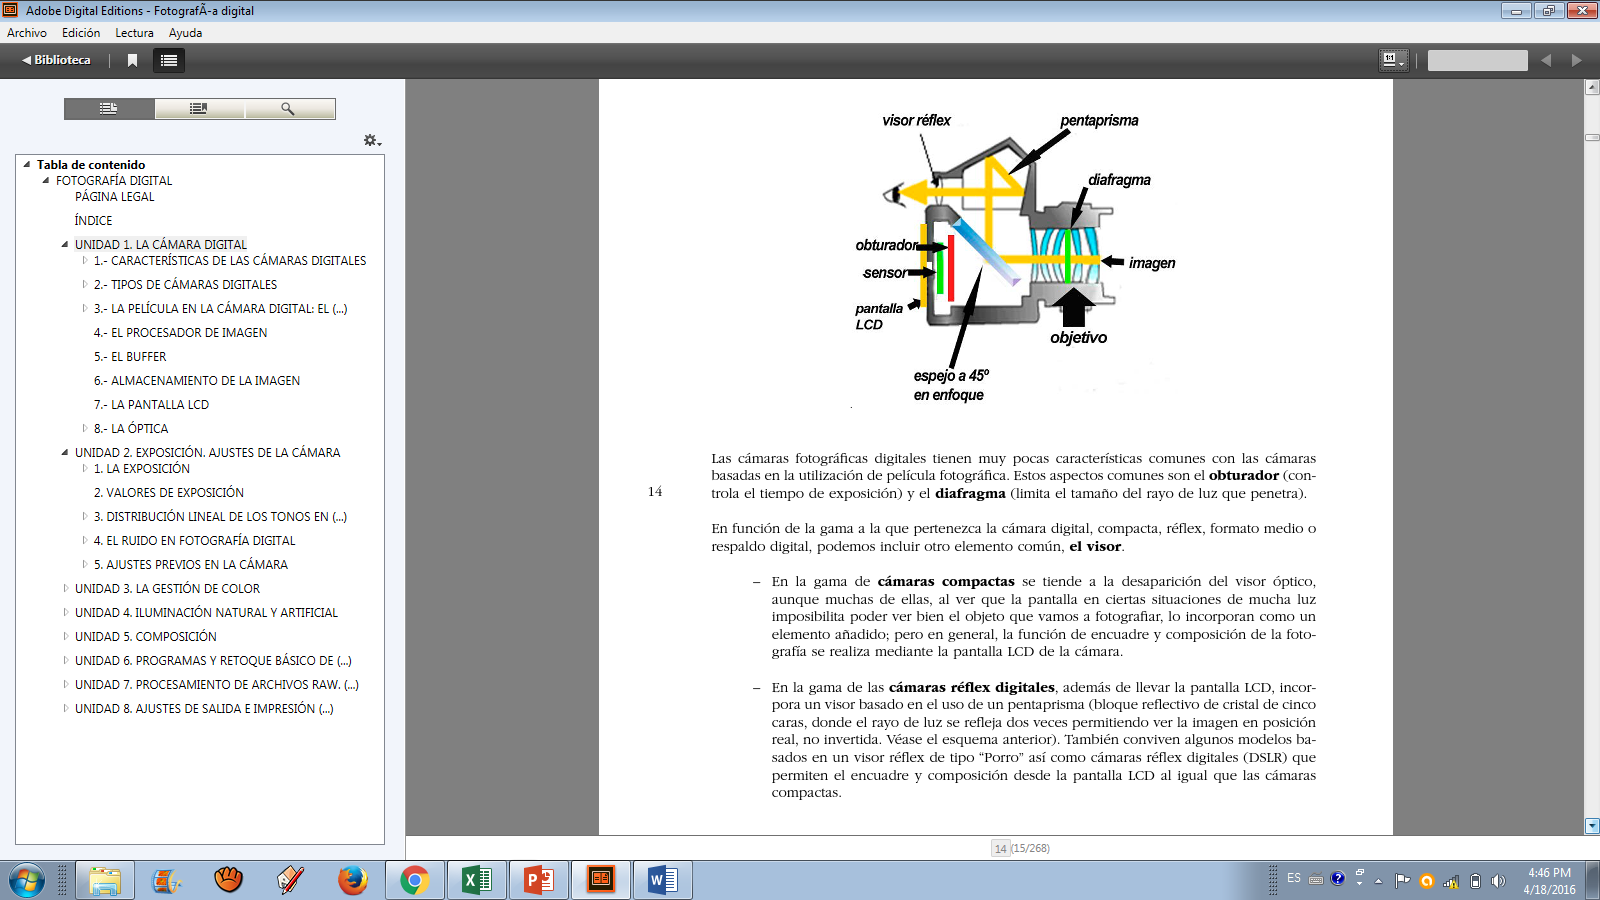 Adobe Digital Editions - FotografÃ-a digital
Archivo Edición Lectura Ayuda
Biblioteca
1:1
Tabla de contenido
FOTOGRAFÍA DIGITAL
PÁGINA LEGAL
ÍNDICE
UNIDAD 1. LA CÁMARA DIGITAL
1.- CARACTERÍSTICAS DE LAS CÁMARAS DIGITALES
2.- TIPOS DE CÁMARAS DIGITALES
3.- LA PELÍCULA EN LA CÁMARA DIGITAL: EL (...)
4.- EL PROCESADOR DE IMAGEN
5.- EL BUFFER
6.- ALMACENAMIENTO DE LA IMAGEN
7.- LA PANTALLA LCD
8.- LA ÓPTICA
UNIDAD 2. EXPOSICIÓN. AJUSTES DE LA CÁMARA
1. LA EXPOSICIÓN
2. VALORES DE EXPOSICIÓN
3. DISTRIBUCIÓN LINEAL DE LOS TONOS EN (...)
4. EL RUIDO EN FOTOGRAFÍA DIGITAL
5. AJUSTES PREVIOS EN LA CÁMARA
UNIDAD 3. LA GESTIÓN DE COLOR
UNIDAD 4. ILUMINACIÓN NATURAL Y ARTIFICIAL
UNIDAD 5. COMPOSICIÓN
UNIDAD 6. PROGRAMAS Y RETOQUE BÁSICO DE (...)
UNIDAD 7. PROCESAMIENTO DE ARCHIVOS RAW. (...)
UNIDAD 8. AJUSTES DE SALIDA E IMPRESIÓN (...)
visor réflex
pentaprisma
diafragma
obturador
imagen
sensor
pantalla
LCD
objetivo
espejo a 45º
en enfoque
Las cámaras fotográficas digitales tienen muy pocas características comunes con las cámaras
basadas en la utilización de película fotográfica. Estos aspectos comunes son el obturador (con-
trola el tiempo de exposición) y el diafragma (limita el tamaño del rayo de luz que penetra).
14
En función de la gama a la que pertenezca la cámara digital, compacta, réflex, formato medio o
respaldo digital, podemos incluir otro elemento común, el visor.
– En la gama de cámaras compactas se tiende a la desaparición del visor óptico,
aunque muchas de ellas, al ver que la pantalla en ciertas situaciones de mucha luz
imposibilita poder ver bien el objeto que vamos a fotografiar, lo incorporan como un
elemento añadido; pero en general, la función de encuadre y composición de la foto-
grafía se realiza mediante la pantalla LCD de la cámara.
– En la gama de las cámaras réflex digitales, además de llevar la pantalla LCD, incor-
pora un visor basado en el uso de un pentaprisma (bloque reflectivo de cristal de cinco
caras, donde el rayo de luz se refleja dos veces permitiendo ver la imagen en posición
real, no invertida. Véase el esquema anterior). También conviven algunos modelos ba-
sados en un visor réflex de tipo “Porro” así como cámaras réflex digitales (DSLR) que
permiten el encuadre y composición desde la pantalla LCD al igual que las cámaras
compactas.
14 (15/268)
ES
4:46 PM
4/18/2016